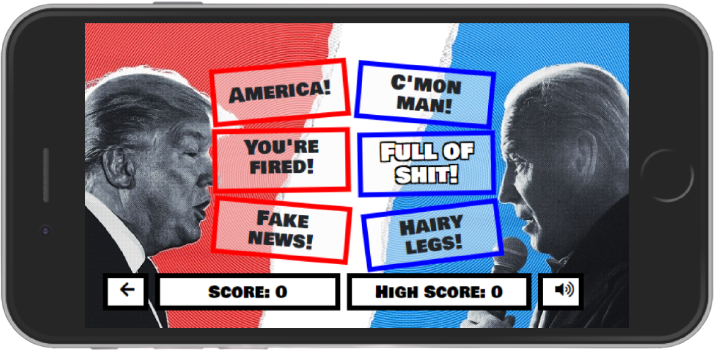 AMERICA!
C'MON
MAN!
YOU'RE
FIRED!
FULL OF
SHIT!
FAKE
NEWS!
HAIRY
LEGS!
SCORE: 0
HIGH SCORE: 0